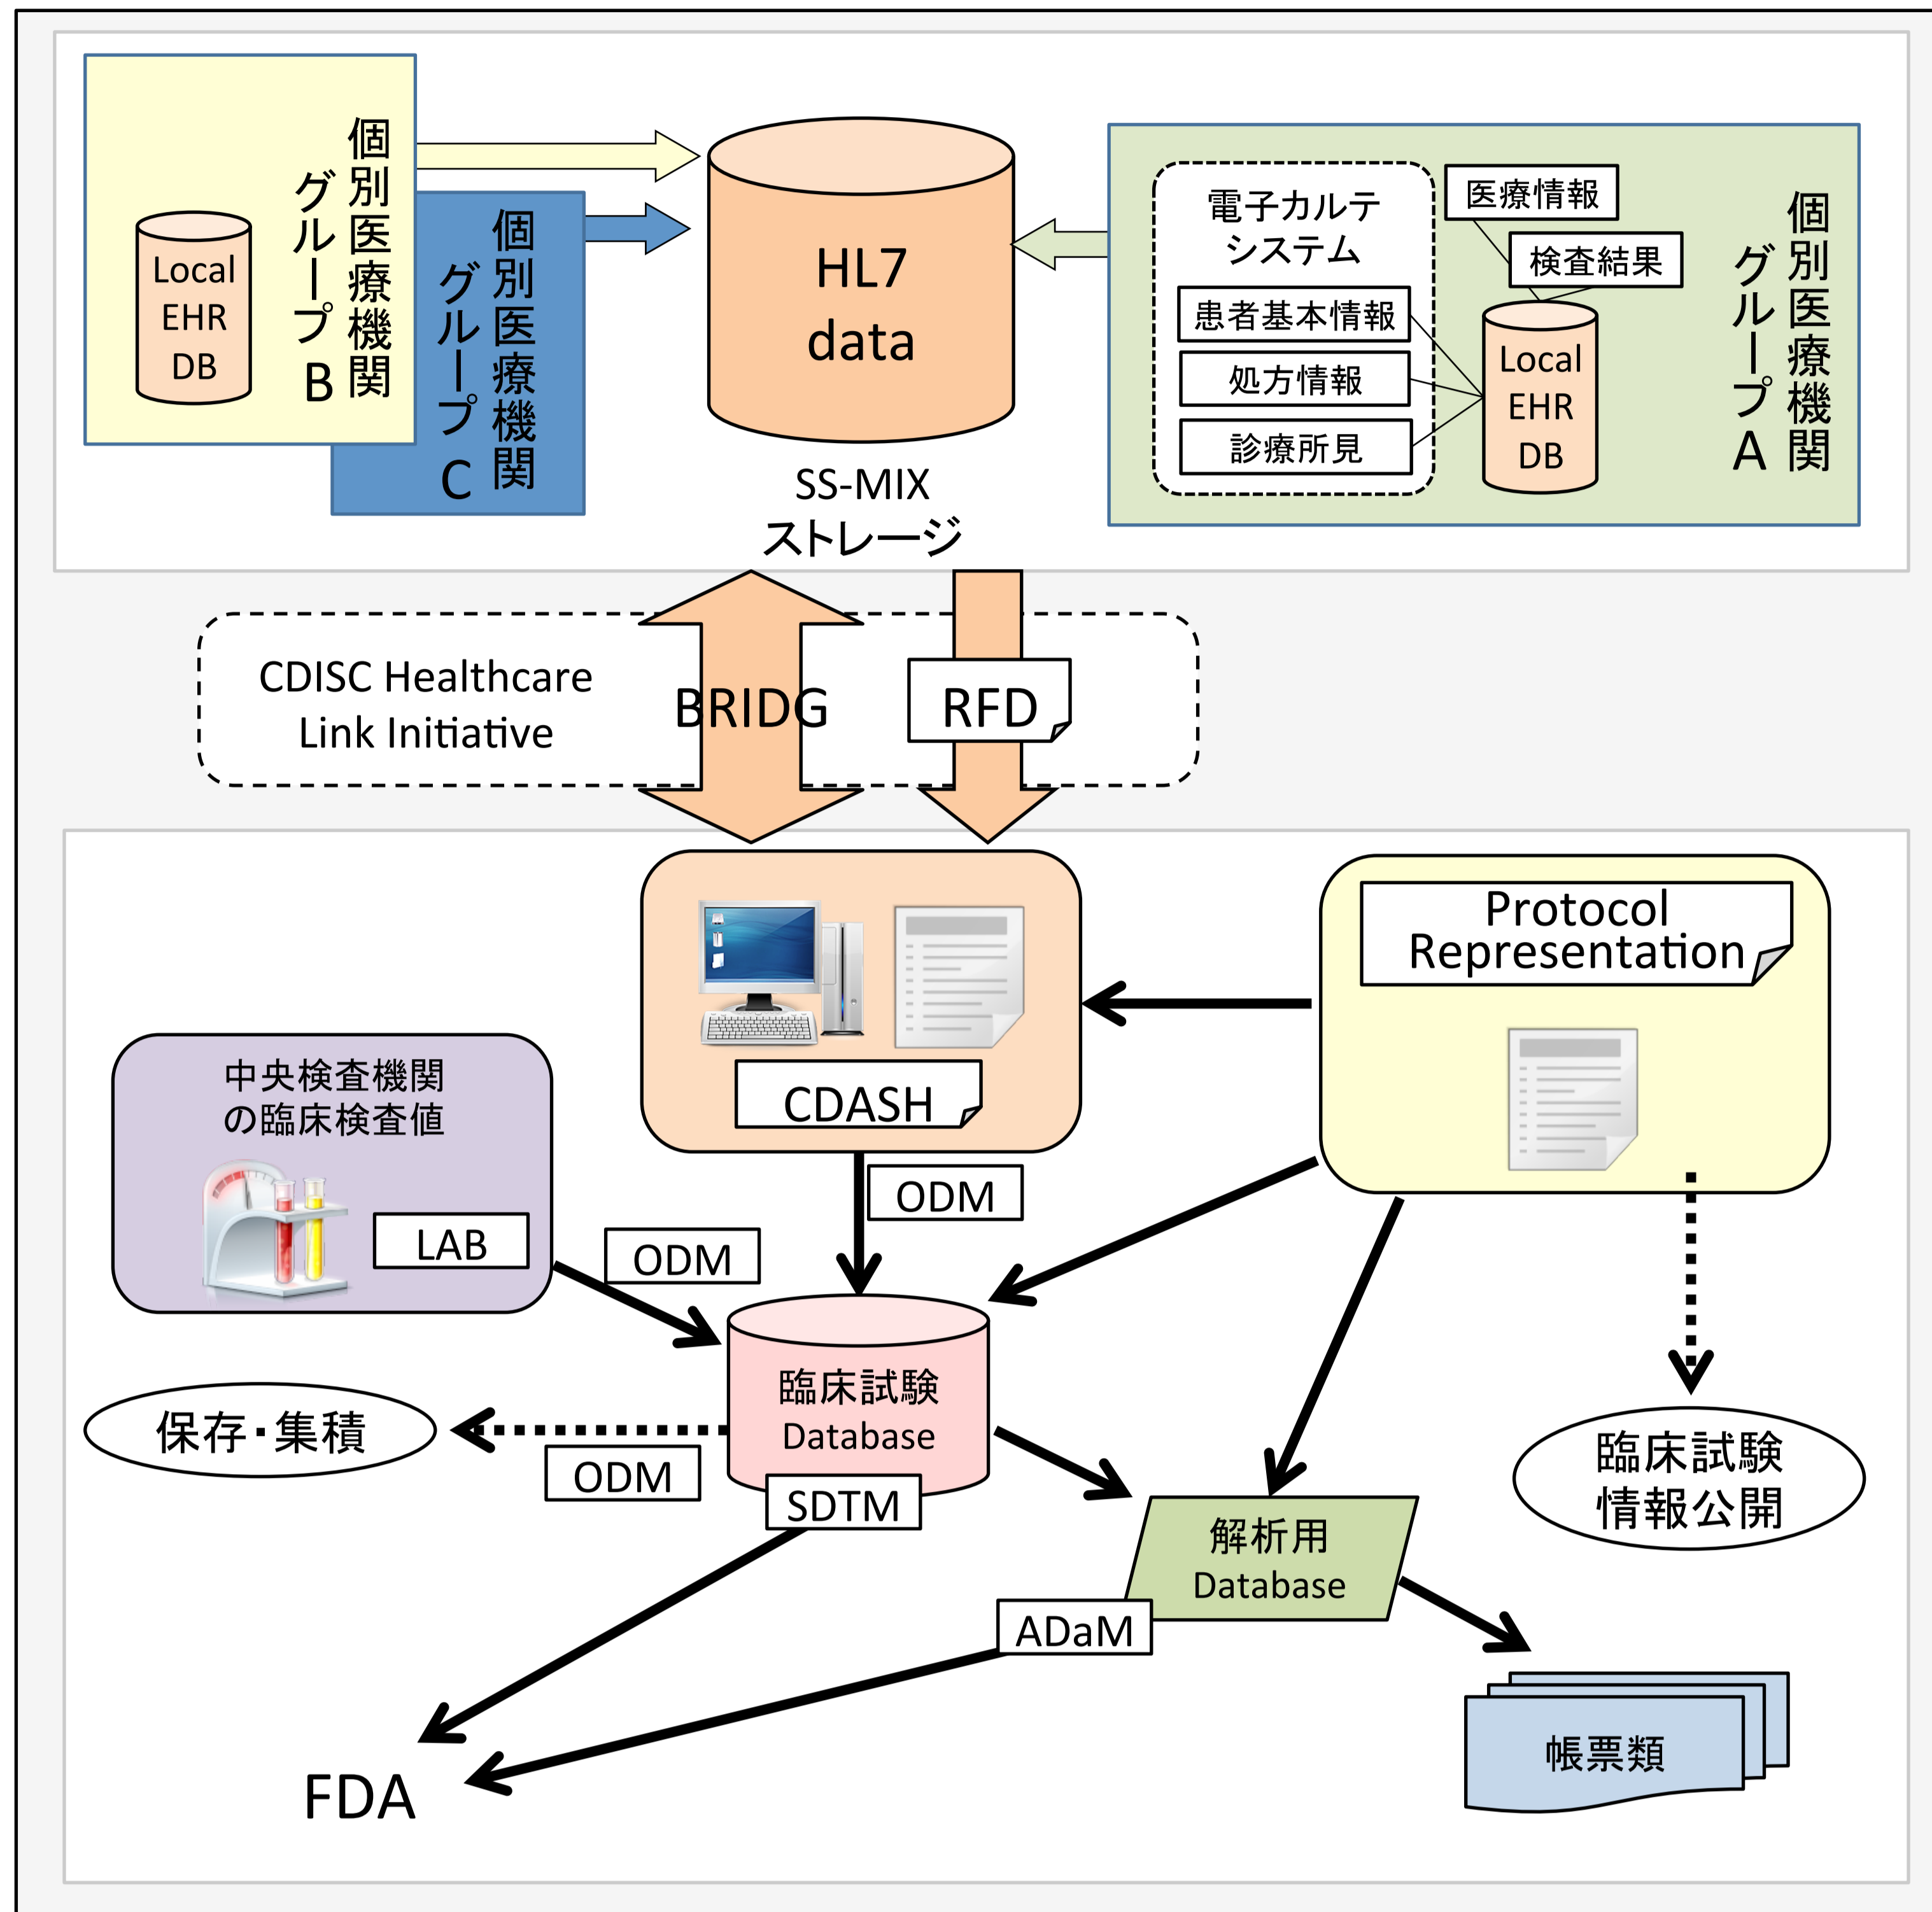 個別医療機関
グループB
Local
EHR
DB
個別医療機関
グループC
HL7
data
SS-MIX
ストレージ
電子カルテ
システム
患者基本情報
処方情報
診療所見
医療情報
検査結果
Local
EHR
DB
個別医療機関
グループA
CDISC Healthcare
Link Initiative
BRIDG
RFD
CDASH
Protocol
Representation
中央検査機関
の臨床検査値
LAB
ODM
ODM
臨床試験
Database
SDTM
保存・集積
ODM
臨床試験
情報公開
解析用
Database
ADaM
帳票類
FDA